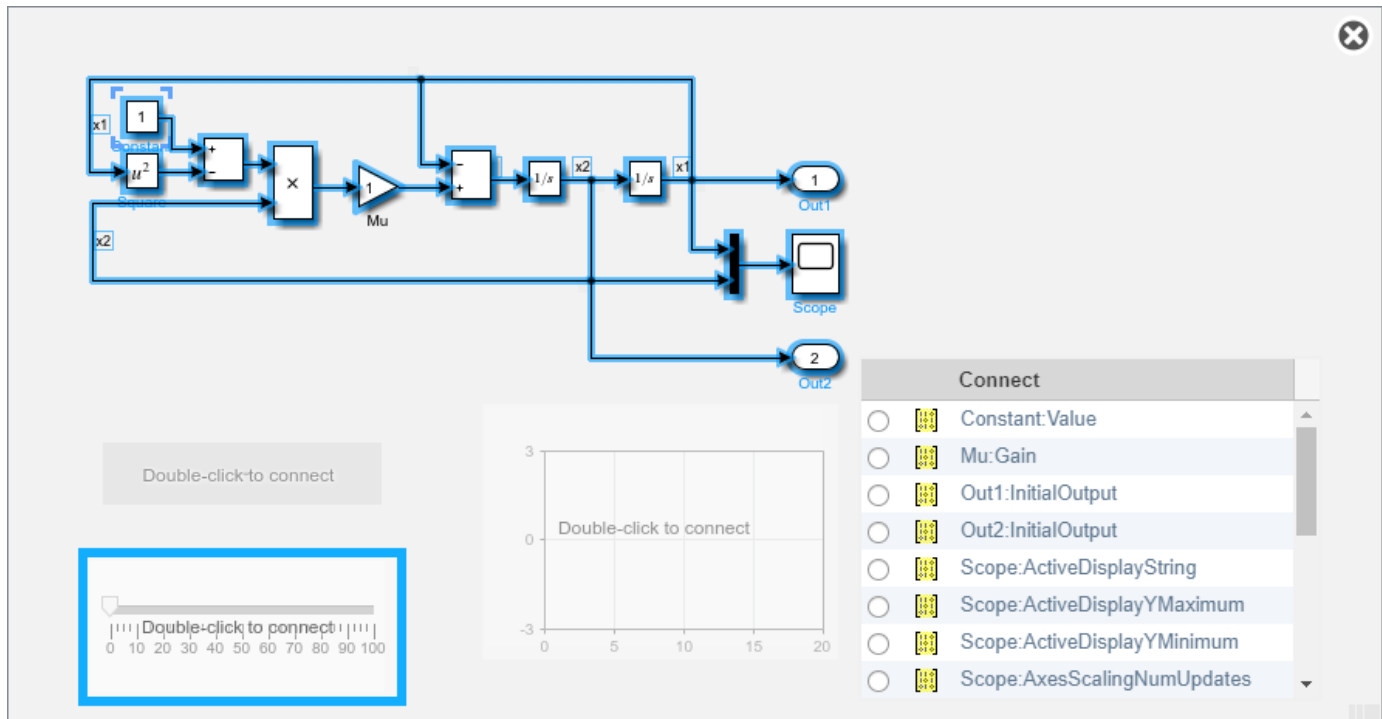 x1
1
Constant
u²
Square
+
−
×
1
Mu
−
+
1/s
x2
1/s
x1
1
Out1
x2
Scope
2
Out2
Double-click to connect
Double-click to connect
0 10 20 30 40 50 60 70 80 90 100
3
Double-click to connect
0
-3
0 5 10 15 20
Connect
Constant:Value
Mu:Gain
Out1:InitialOutput
Out2:InitialOutput
Scope:ActiveDisplayString
Scope:ActiveDisplayYMaximum
Scope:ActiveDisplayYMinimum
Scope:AxesScalingNumUpdates